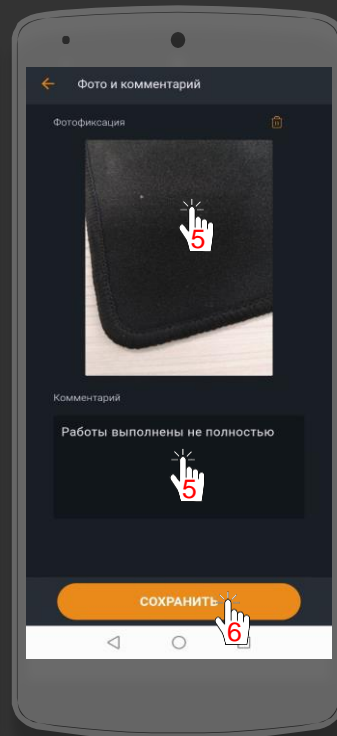 Фото и комментарий
Фотофиксация
5
Комментарий
Работы выполнены не полностью
5
СОХРАНИТЬ
6